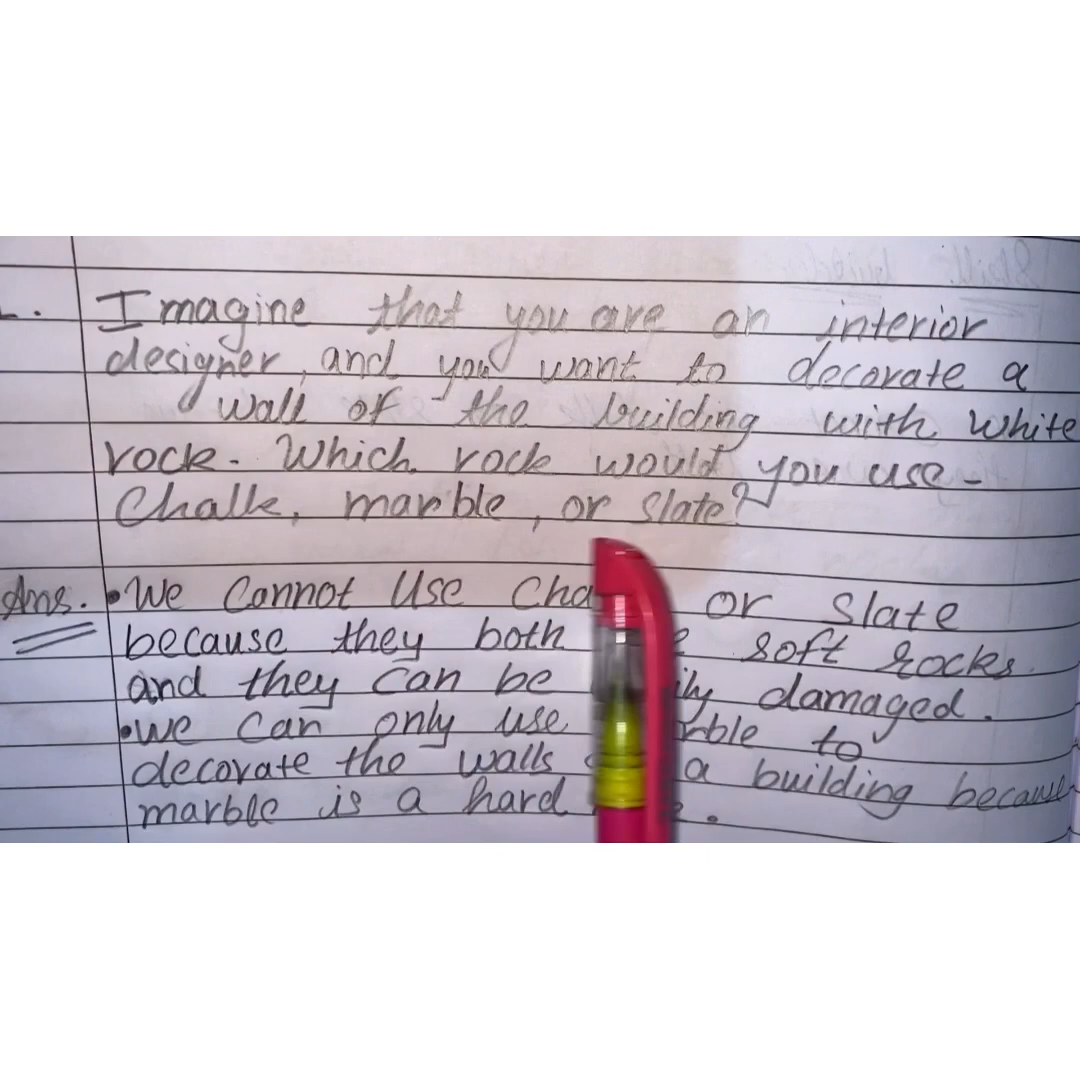 Imagine that you are an interior
designer, and you want to decorate a
wall of the building with white
rock. Which rock would you use -
Chalk, marble, or slate?
Ans. • We Cannot Use Cha or Slate
because they both soft rocks
and they can be ily damaged.
• we can only use rble to
decorate the walls a building because
marble is a hard .